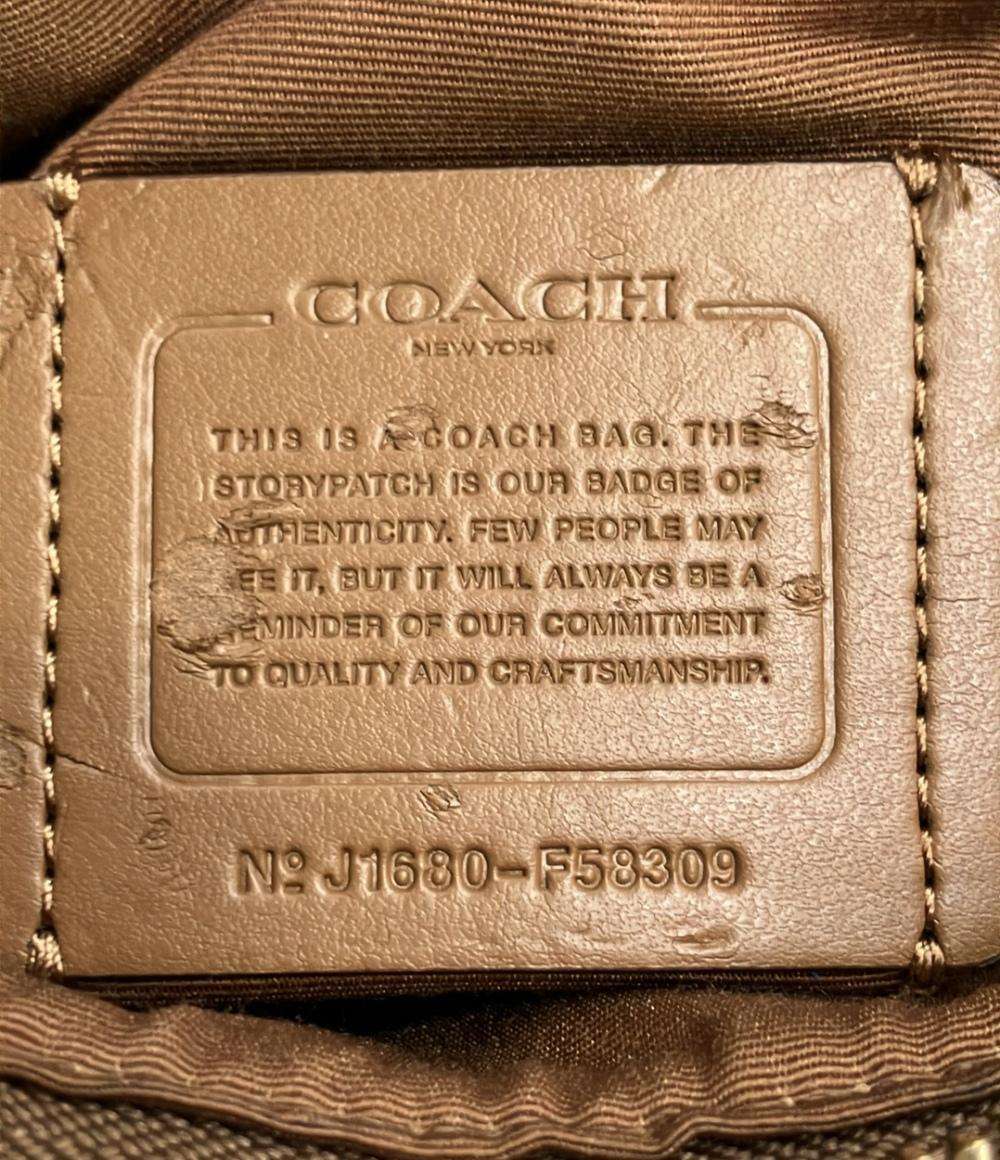 COACH
NEW YORK
THIS IS A COACH BAG. THE
STORYPATCH IS OUR BADGE OF
AUTHENTICITY. FEW PEOPLE MAY
SEE IT, BUT IT WILL ALWAYS BE A
REMINDER OF OUR COMMITMENT
TO QUALITY AND CRAFTSMANSHIP.
Nº J1680-F58309